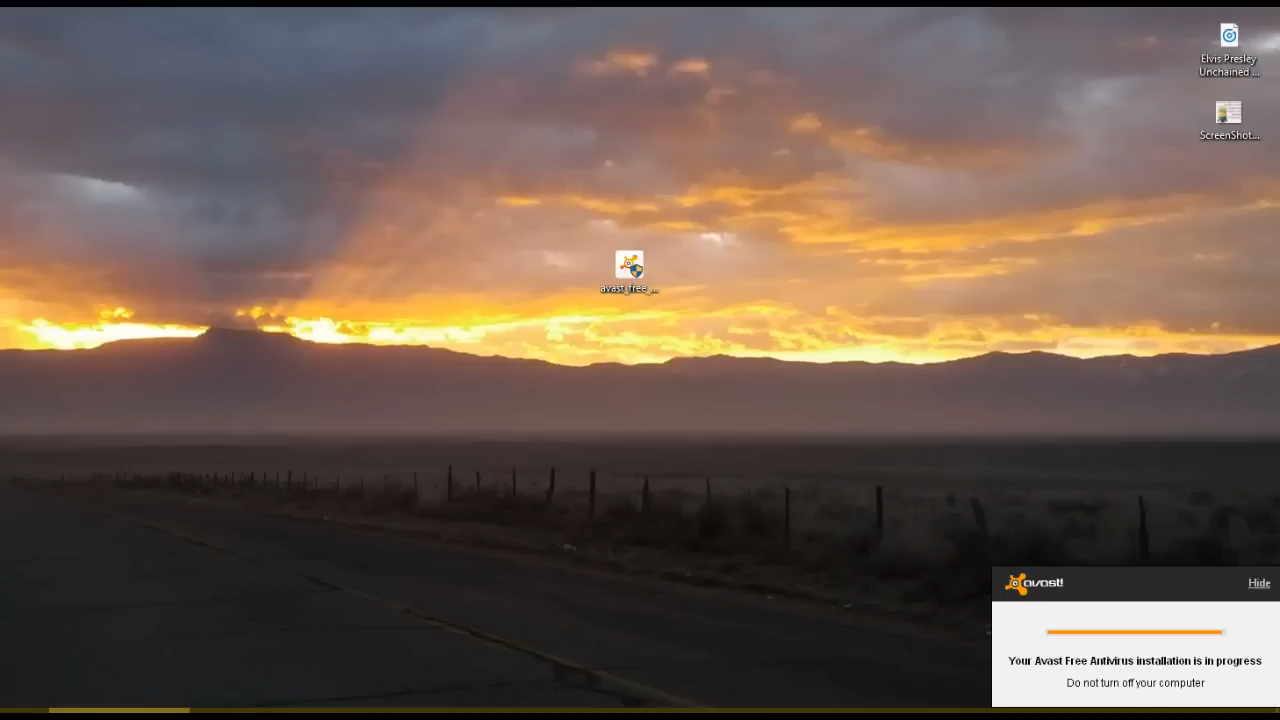 Elvis Presley
Unchained ...
ScreenShot...
avast_free_...
avast!
Hide
Your Avast Free Antivirus installation is in progress
Do not turn off your computer